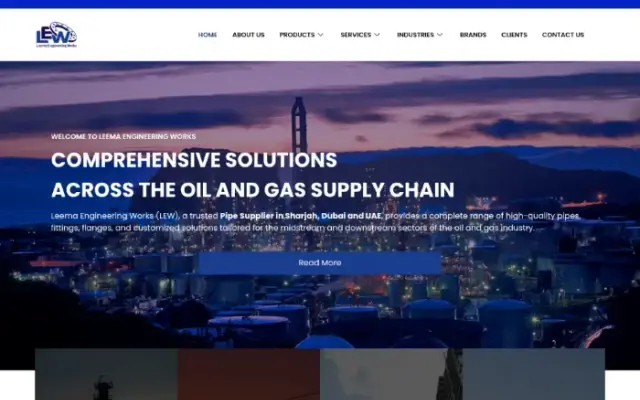 LEW
Leema Engineering Works
HOME ABOUT US PRODUCTS SERVICES INDUSTRIES BRANDS CLIENTS CONTACT US
WELCOME TO LEEMA ENGINEERING WORKS
COMPREHENSIVE SOLUTIONS
ACROSS THE OIL AND GAS SUPPLY CHAIN
Leema Engineering Works (LEW), a trusted Pipe Supplier in Sharjah, Dubai and UAE, provides a complete range of high-quality pipes,
fittings, flanges, and customized solutions tailored for the midstream and downstream sectors of the oil and gas industry.
Read More